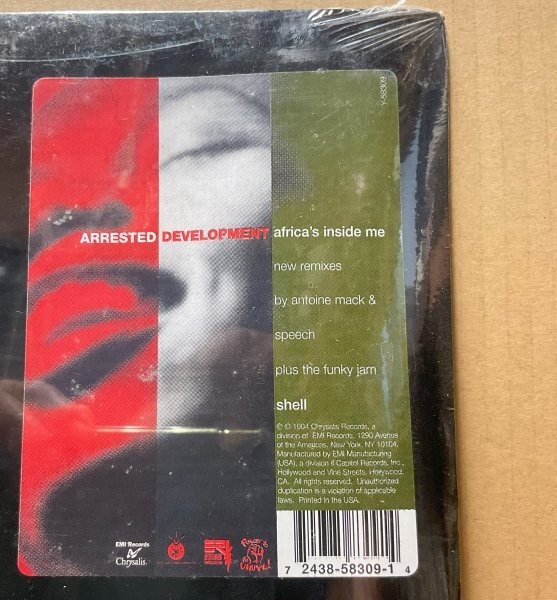 Y-58309
ARRESTED DEVELOPMENT africa's inside me
new remixes
by antoine mack &
speech
plus the funky jam
shell
℗ © 1994 Chrysalis Records, a
division of EMI Records, 1290 Avenue
of the Americas, New York, NY 10104.
Manufactured by EMI Manufacturing
(USA), a division of Capitol Records, Inc.,
Hollywood and Vine Streets, Hollywood,
CA. All rights reserved. Unauthorized
duplication is a violation of applicable
laws. Printed in the USA.
EMI Records
Chrysalis.
7 2438-58309-1 4